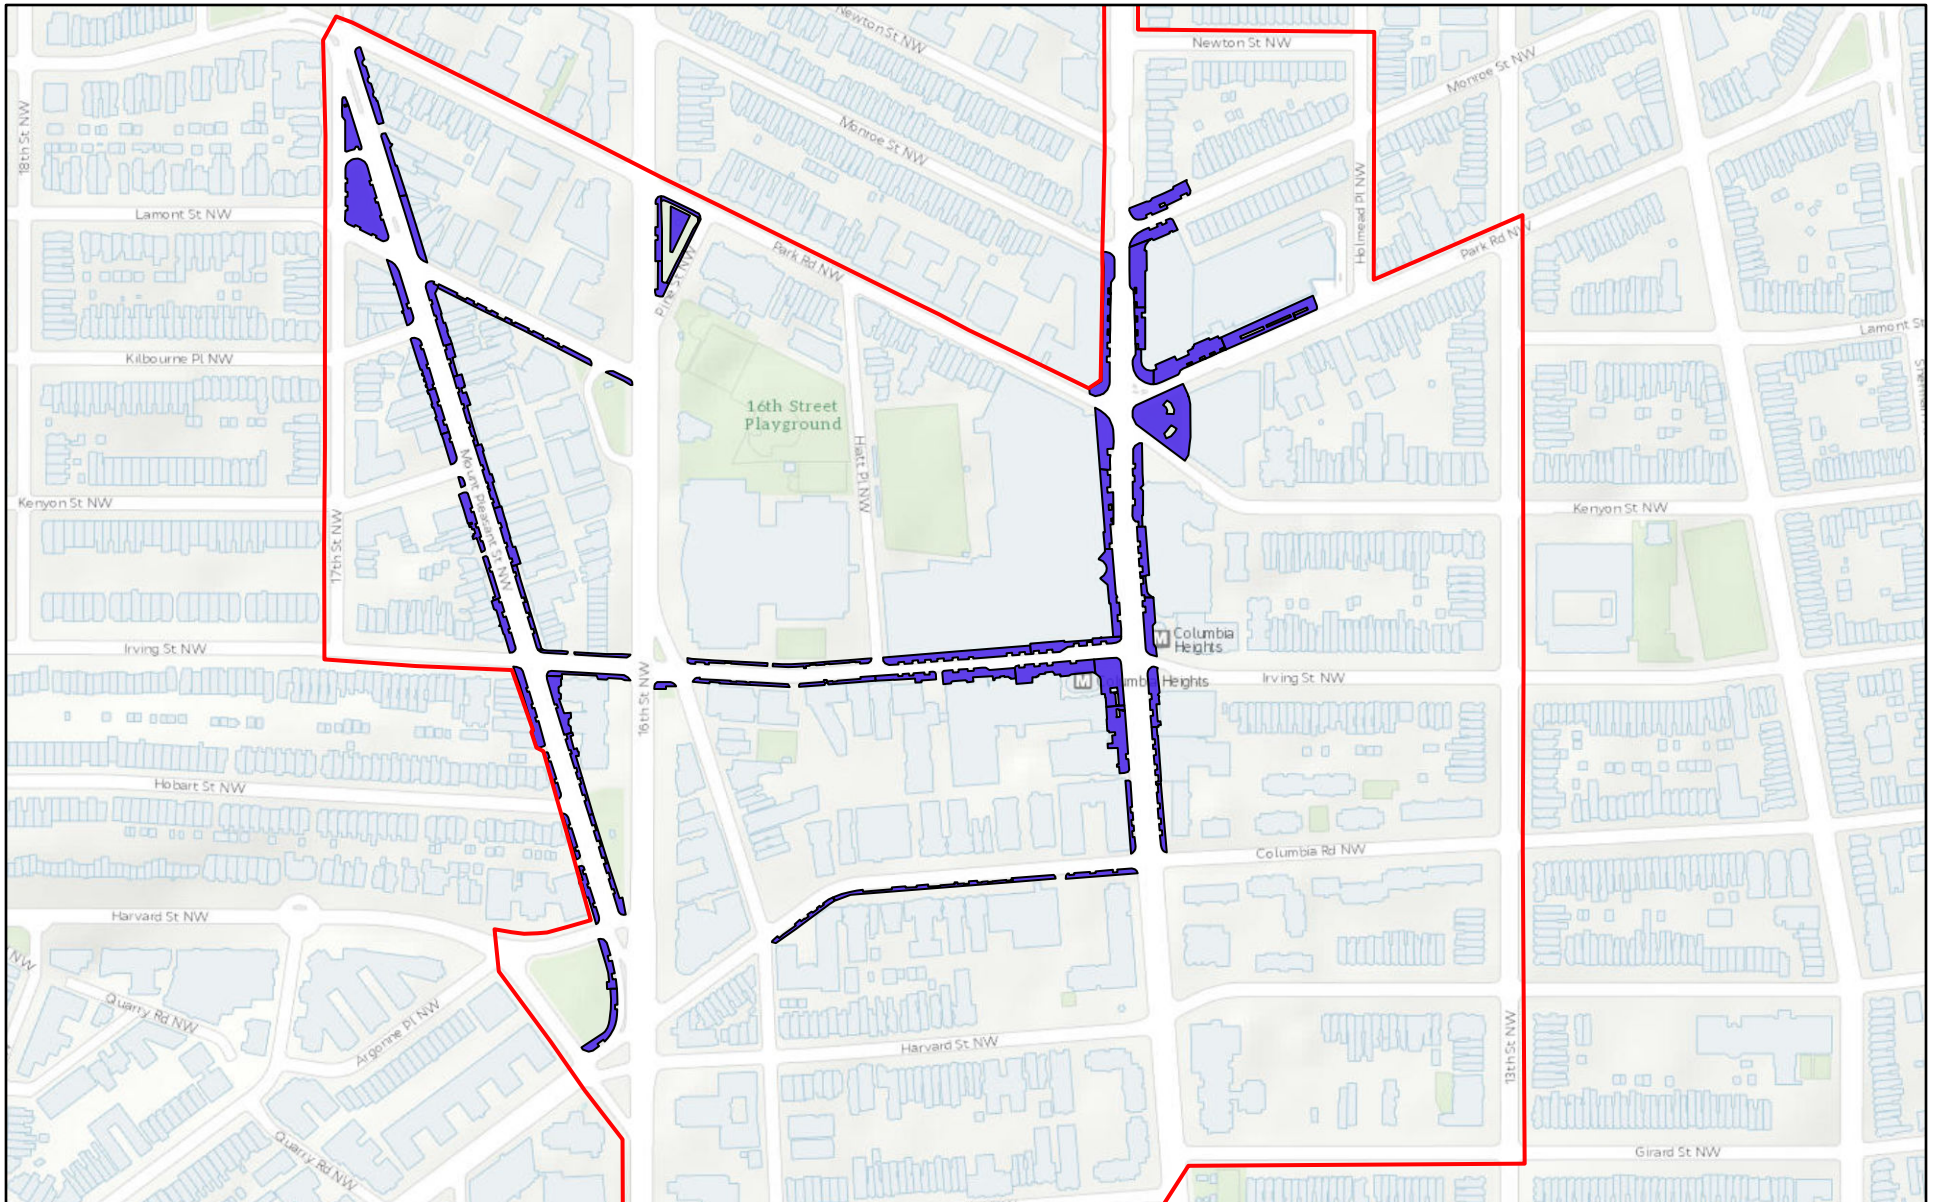 Newton St NW
Newton St NW
Monroe St NW
18th St NW
Monroe St NW
Lamont St NW
Holmead Pl NW
Park Rd NW
Park Rd NW
Lamont St
Kilbourne Pl NW
16th Street
Playground
Hiatt Pl NW
Mount Pleasant St NW
Kenyon St NW
Kenyon St NW
17th St NW
Columbia
Heights
Irving St NW
M
Columbia Heights
M
Irving St NW
16th St NW
Hobart St NW
Columbia Rd NW
Harvard St NW
NW
Quarry Rd NW
Argonne Pl NW
Harvard St NW
13th St NW
Quarry Rd NW
Girard St NW